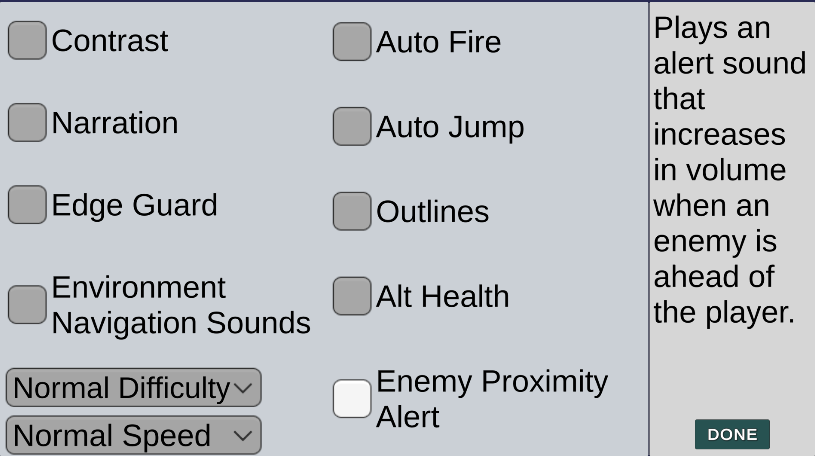 Contrast
Narration
Edge Guard
Environment
Navigation Sounds
Normal Difficulty
Normal Speed
Auto Fire
Auto Jump
Outlines
Alt Health
Enemy Proximity
Alert
Plays an
alert sound
that
increases
in volume
when an
enemy is
ahead of
the player.
DONE